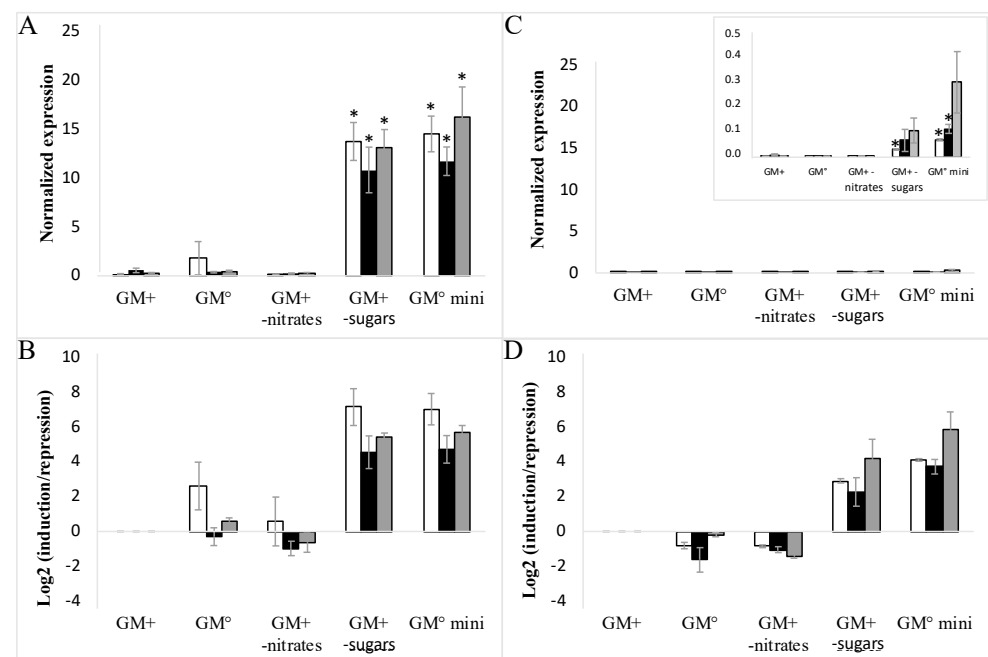 A
Normalized expression
25
20
15
10
5
0
* * * * * *
GM+ GM° GM+ GM+ GM° mini
-nitrates -sugars
C
Normalized expression
25
20
15
10
5
0
0.5
0.4
0.3
0.2
0.1
0.0
* * *
GM+ GM° GM+ - GM+ - GM° mini
nitrates sugars
GM+ GM° GM+ GM+ GM° mini
-nitrates -sugars
B
Log2 (induction/repression)
10
8
6
4
2
0
-2
-4
GM+ GM° GM+ GM+ GM° mini
-nitrates -sugars
D
Log2 (induction/repression)
10
8
6
4
2
0
-2
-4
GM+ GM° GM+ GM+ GM° mini
-nitrates -sugars